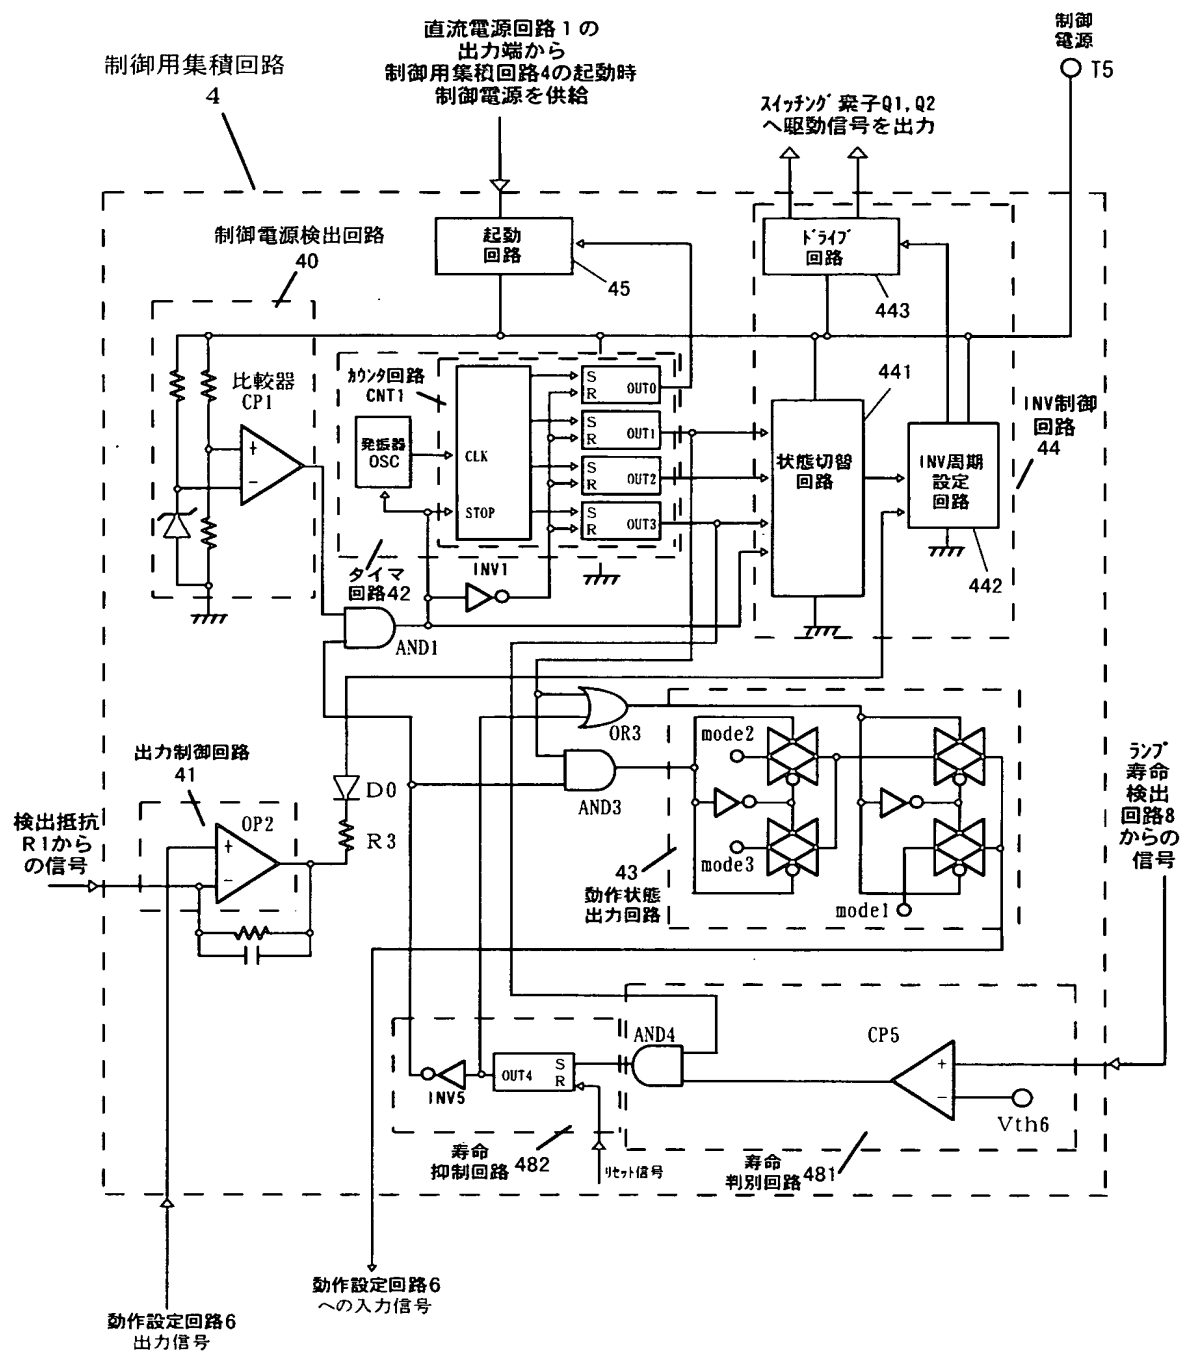 直流電源回路1の
出力端から
制御用集積回路4の起動時
制御電源を供給
制御
電源
T5
制御用集積回路
4
スイッチング素子Q1,Q2
へ駆動信号を出力
制御電源検出回路
40
起動
回路
45
ドライブ
回路
443
比較器
CP1
+
−
カウンタ回路
CNT1
発振器
OSC
CLK
STOP
S
R
OUT0
S
R
OUT1
S
R
OUT2
S
R
OUT3
441
状態切替
回路
INV周期
設定
回路
442
INV制御
回路
44
タイマ
回路42
INV1
AND1
出力制御回路
41
OP2
+
−
D0
R3
検出抵抗
R1から
の信号
OR3
AND3
mode2
mode3
mode1
43
動作状態
出力回路
ランプ
寿命
検出
回路8
からの
信号
AND4
CP5
+
−
Vth6
INV5
OUT4
S
R
寿命
抑制回路
482
リセット信号
寿命
判別回路
481
動作設定回路6
への入力信号
動作設定回路6
出力信号